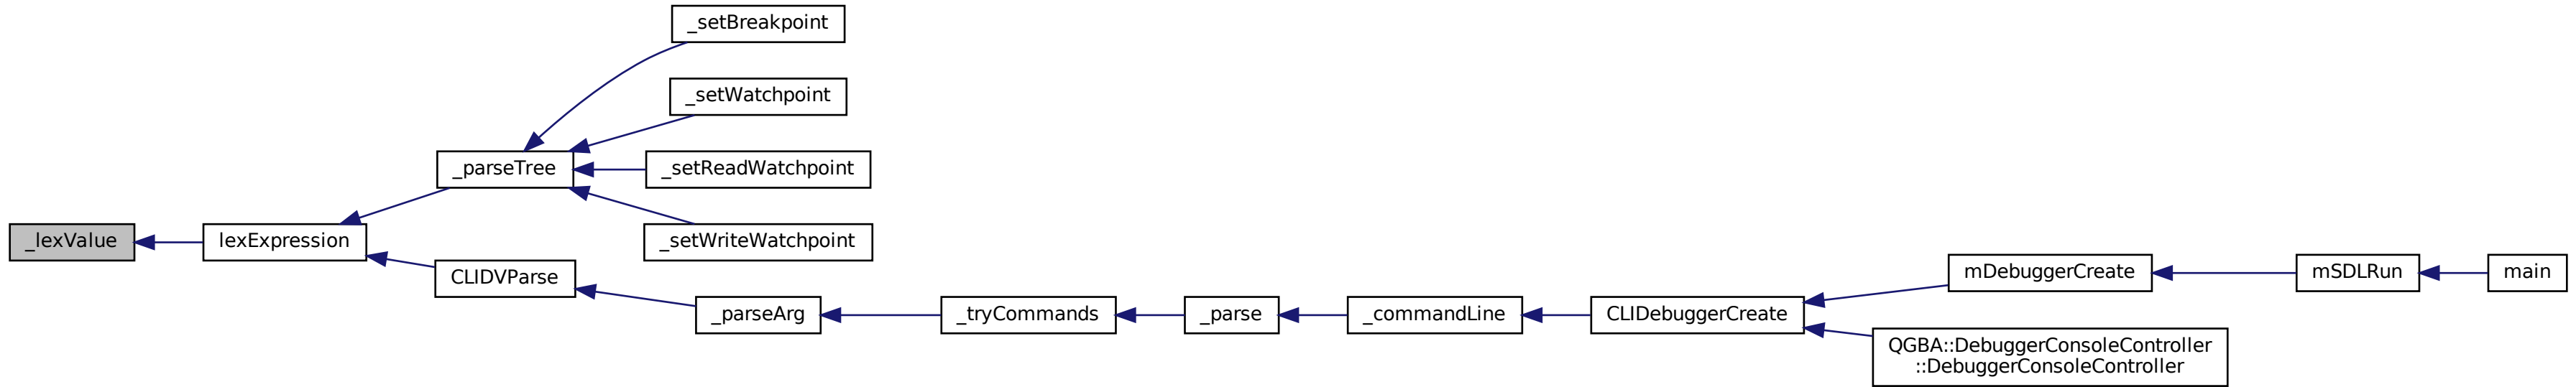 _setBreakpoint
_setWatchpoint
_parseTree
_setReadWatchpoint
_lexValue
lexExpression
_setWriteWatchpoint
CLIDVParse
_parseArg
_tryCommands
_parse
_commandLine
CLIDebuggerCreate
mDebuggerCreate
mSDLRun
main
QGBA::DebuggerConsoleController
::DebuggerConsoleController